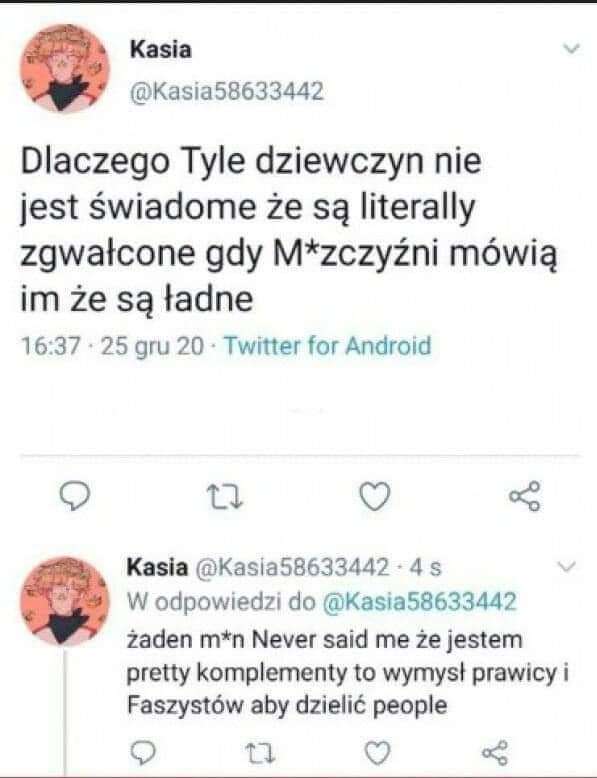 Kasia
@Kasia58633442
Dlaczego Tyle dziewczyn nie
jest świadome że są literally
zgwałcone gdy M*zczyźni mówią
im że są ładne
16:37 · 25 gru 20 · Twitter for Android
Kasia @Kasia58633442 · 4 s
W odpowiedzi do @Kasia58633442
żaden m*n Never said me że jestem
pretty komplementy to wymysł prawicy i
Faszystów aby dzielić people